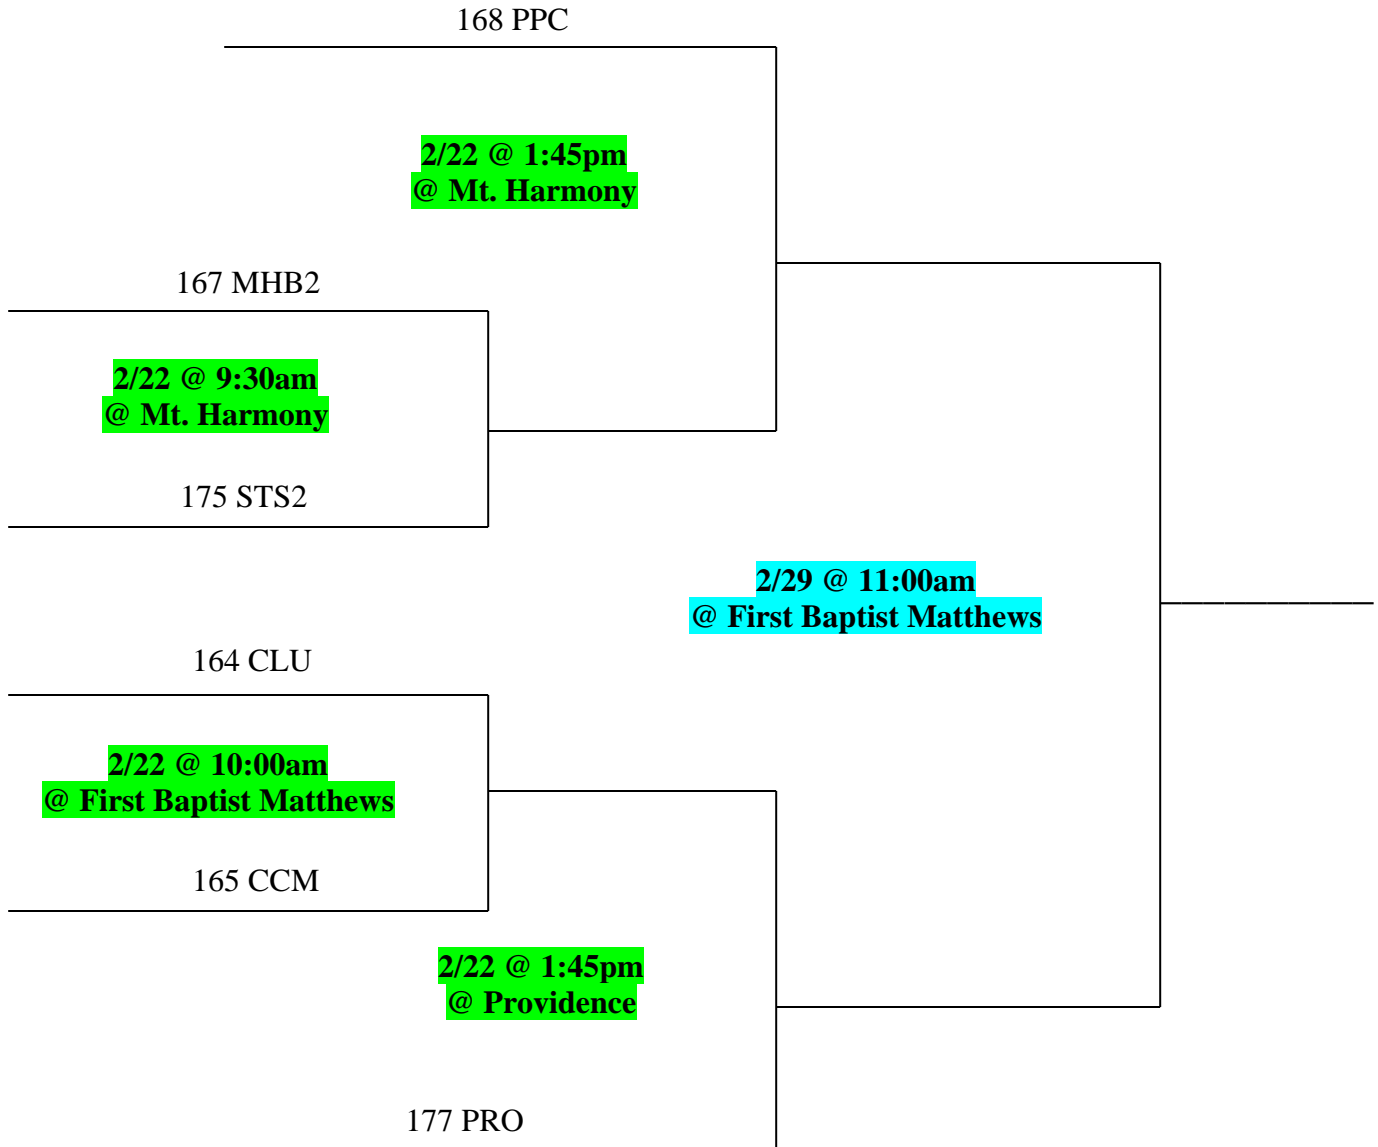 168 PPC
2/22 @ 1:45pm
@ Mt. Harmony
167 MHB2
2/22 @ 9:30am
@ Mt. Harmony
175 STS2
2/29 @ 11:00am
@ First Baptist Matthews
164 CLU
2/22 @ 10:00am
@ First Baptist Matthews
165 CCM
2/22 @ 1:45pm
@ Providence
177 PRO